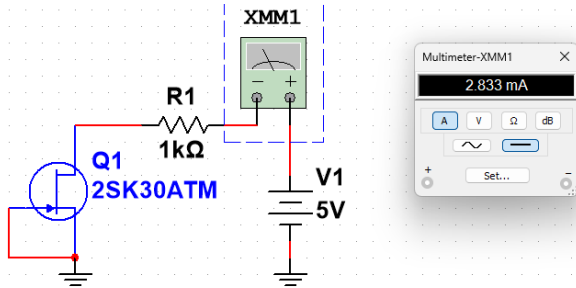 XMM1
R1
1kΩ
Q1
2SK30ATM
V1
5V
Multimeter-XMM1
2.833 mA
A V Ω dB
Set...
+ −